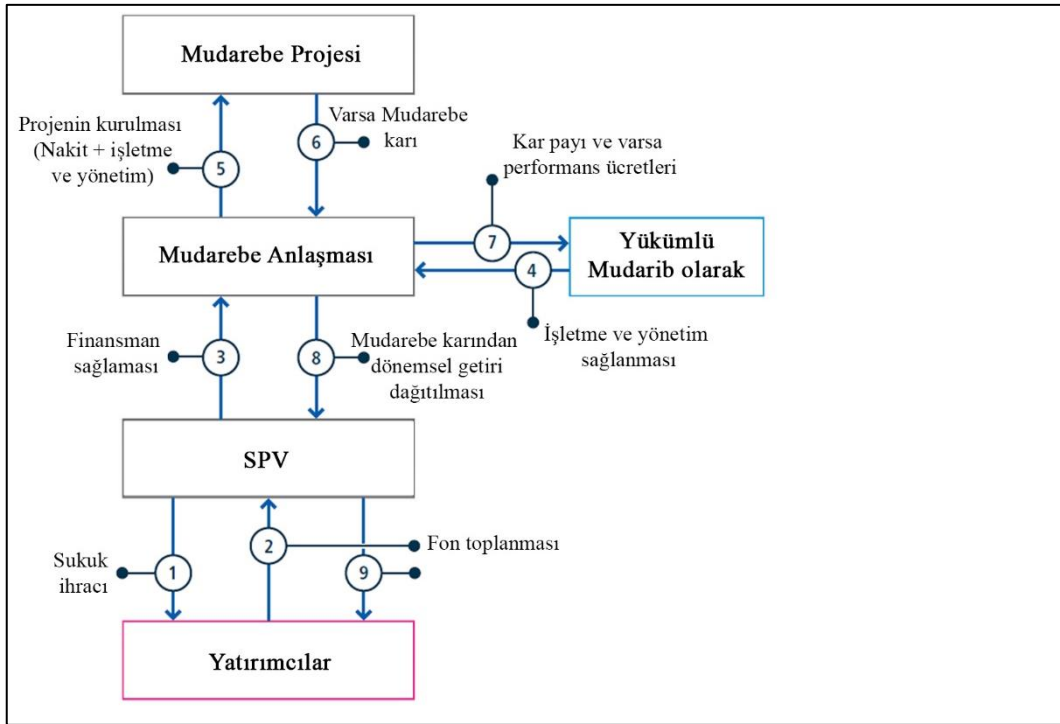 Mudarebe Projesi
Projenin kurulması
(Nakit + işletme
ve yönetim)
5
6
Varsa Mudarebe
karı
Kar payı ve varsa
performans ücretleri
Mudarebe Anlaşması
7
4
Yükümlü
Mudarib olarak
İşletme ve yönetim
sağlanması
Finansman
sağlaması
3
8
Mudarebe karından
dönemsel getiri
dağıtılması
SPV
Sukuk
ihracı
1
2
Fon toplanması
9
Yatırımcılar